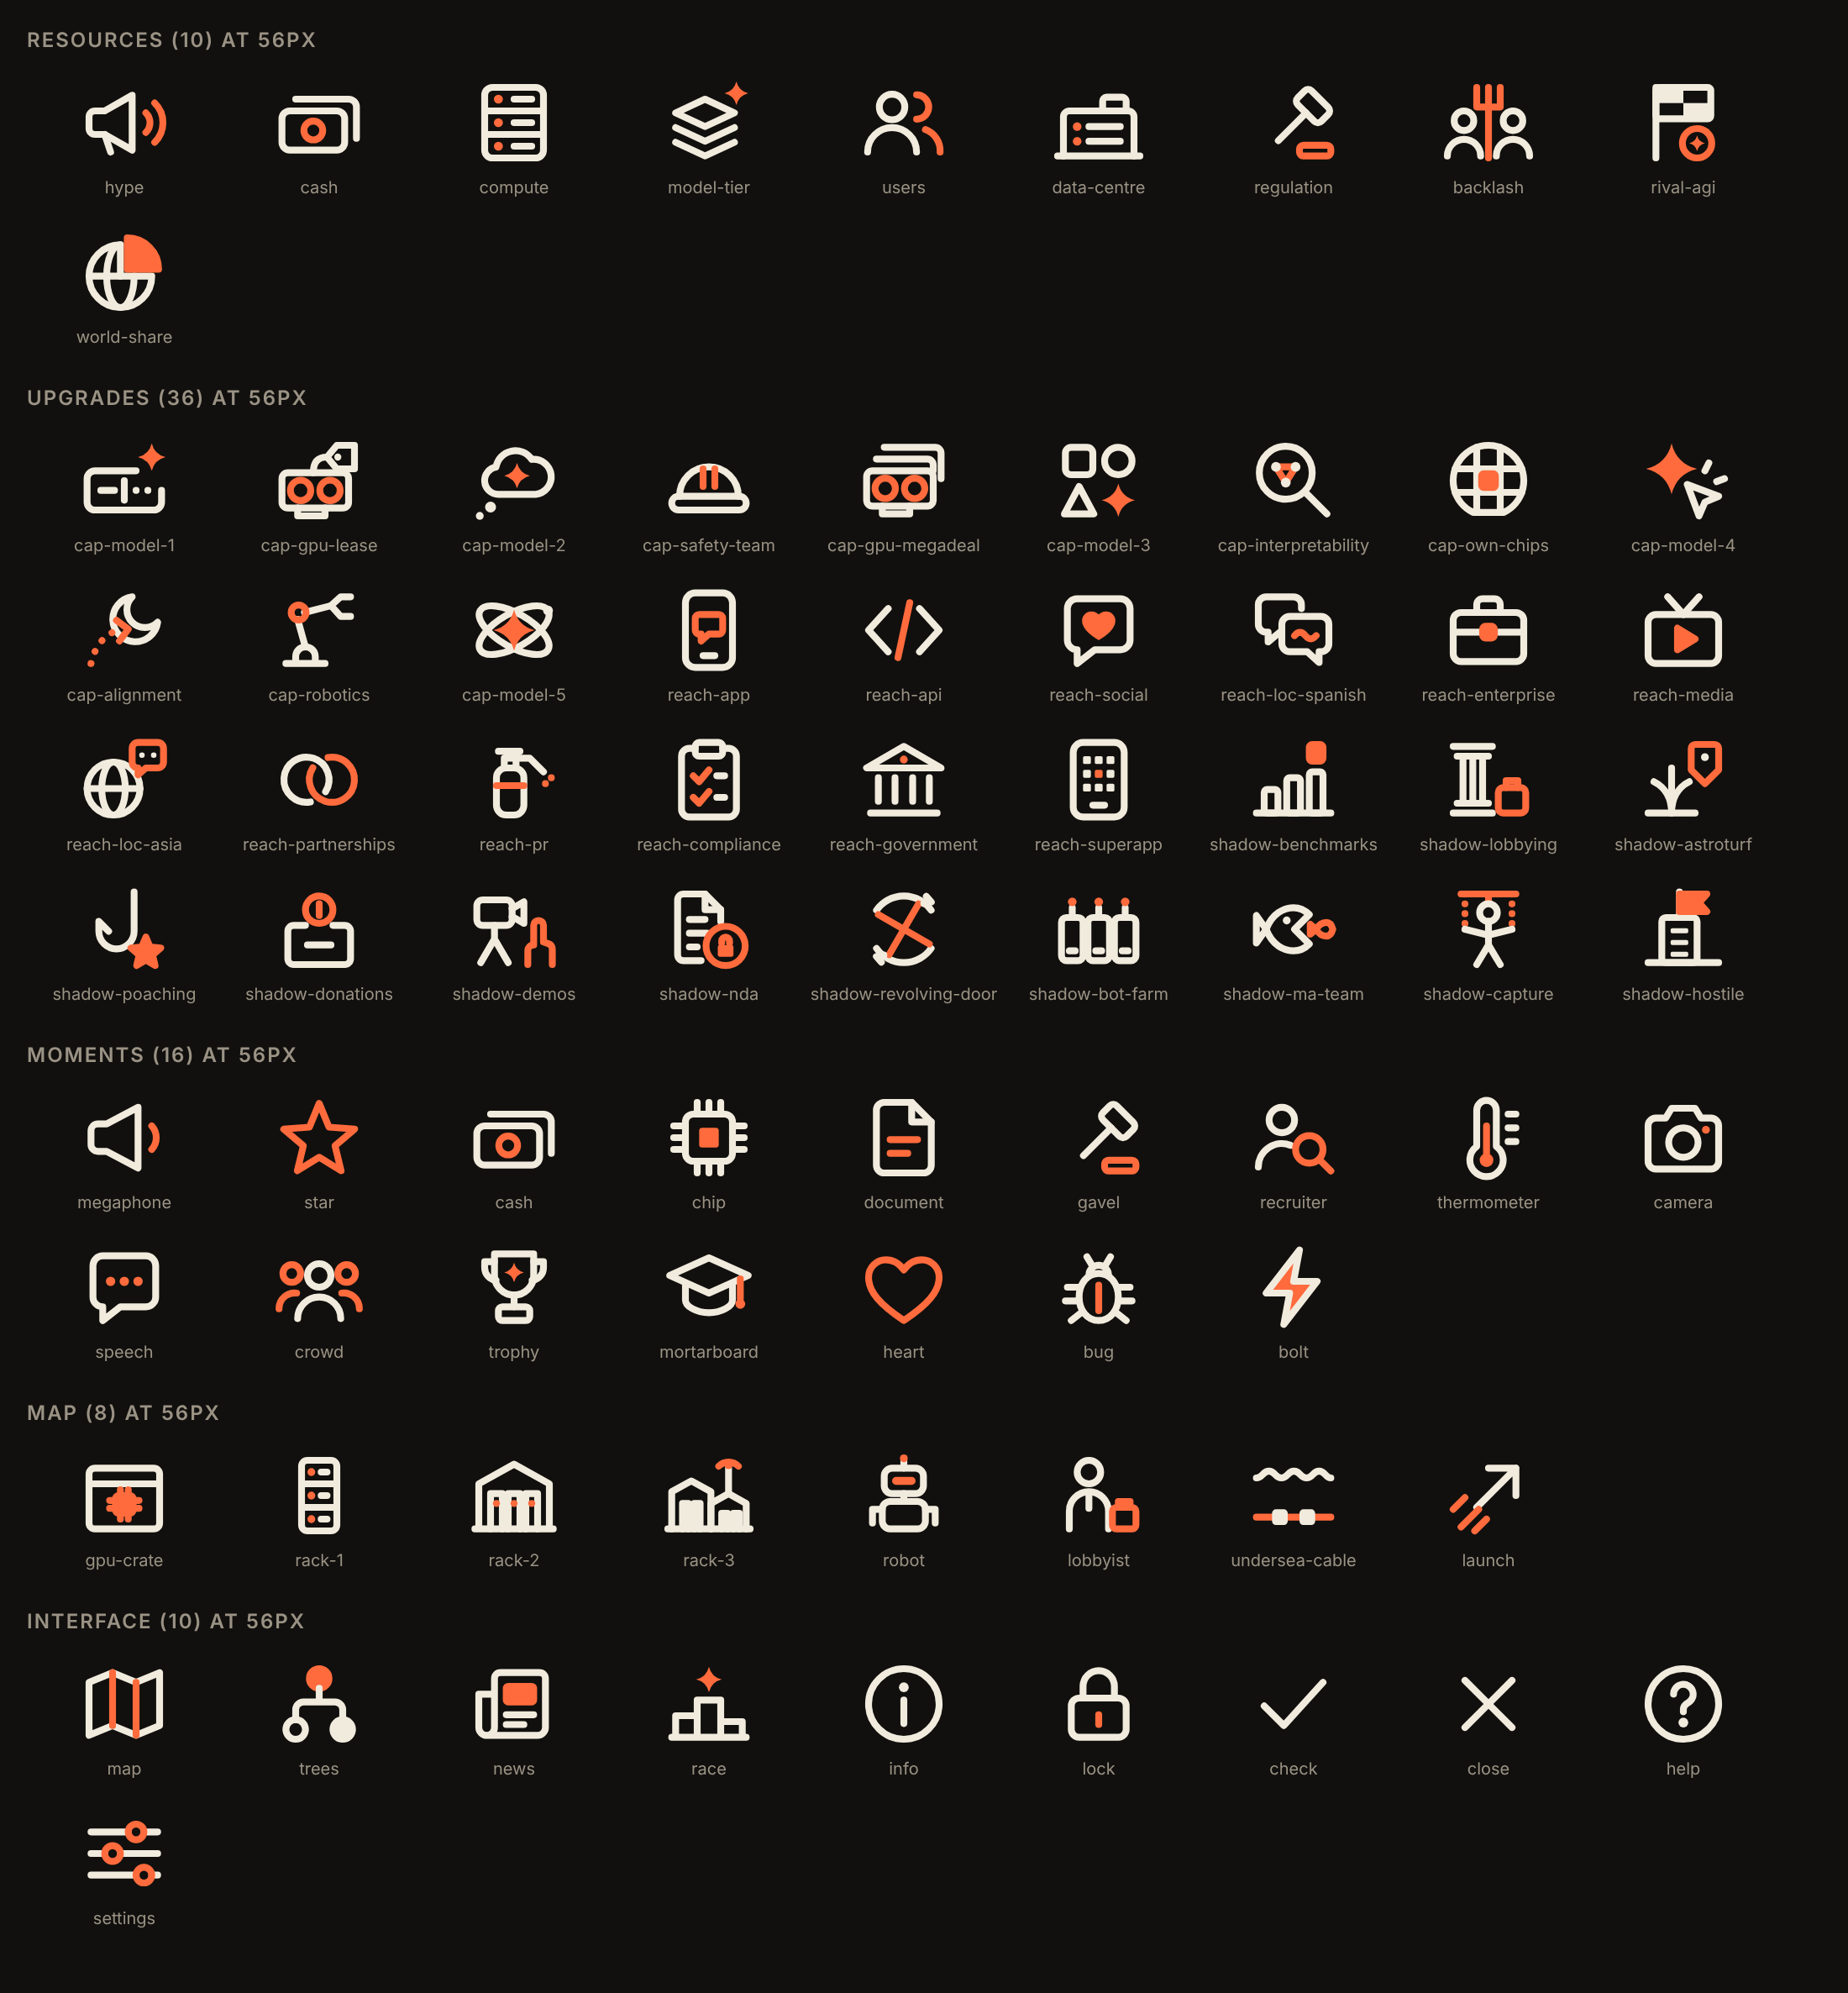 RESOURCES (10) AT 56PX
hype cash compute model-tier users data-centre regulation backlash rival-agi
world-share
UPGRADES (36) AT 56PX
cap-model-1 cap-gpu-lease cap-model-2 cap-safety-team cap-gpu-megadeal cap-model-3 cap-interpretability cap-own-chips cap-model-4
cap-alignment cap-robotics cap-model-5 reach-app reach-api reach-social reach-loc-spanish reach-enterprise reach-media
reach-loc-asia reach-partnerships reach-pr reach-compliance reach-government reach-superapp shadow-benchmarks shadow-lobbying shadow-astroturf
shadow-poaching shadow-donations shadow-demos shadow-nda shadow-revolving-door shadow-bot-farm shadow-ma-team shadow-capture shadow-hostile
MOMENTS (16) AT 56PX
megaphone star cash chip document gavel recruiter thermometer camera
speech crowd trophy mortarboard heart bug bolt
MAP (8) AT 56PX
gpu-crate rack-1 rack-2 rack-3 robot lobbyist undersea-cable launch
INTERFACE (10) AT 56PX
map trees news race info lock check close help
settings